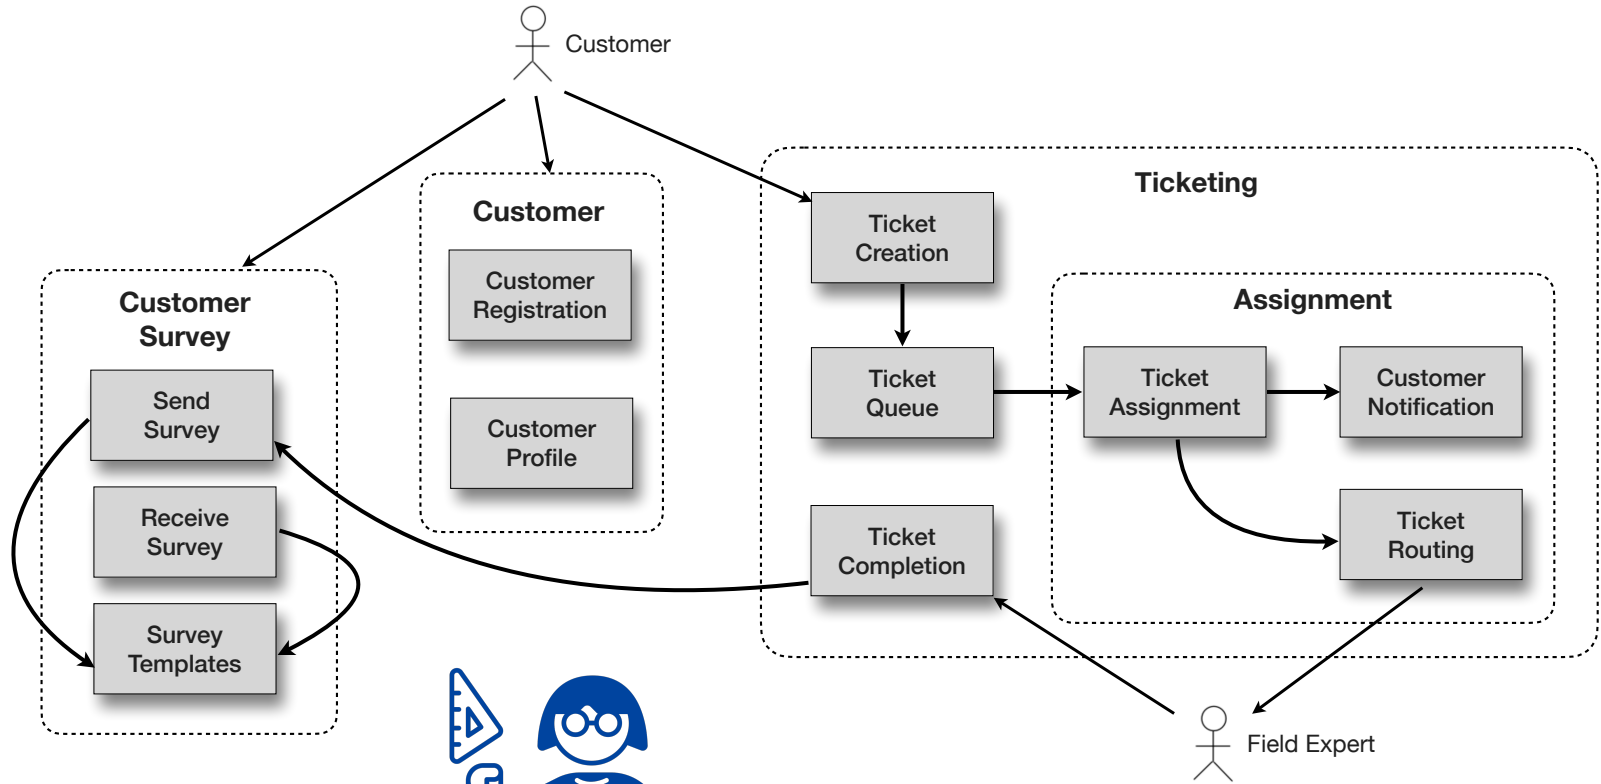 Customer
Ticketing
Customer
Ticket
Creation
Customer
Registration
Customer
Survey
Assignment
Send
Survey
Customer
Profile
Ticket
Queue
Ticket
Assignment
Customer
Notification
Receive
Survey
Ticket
Completion
Ticket
Routing
Survey
Templates
Field Expert